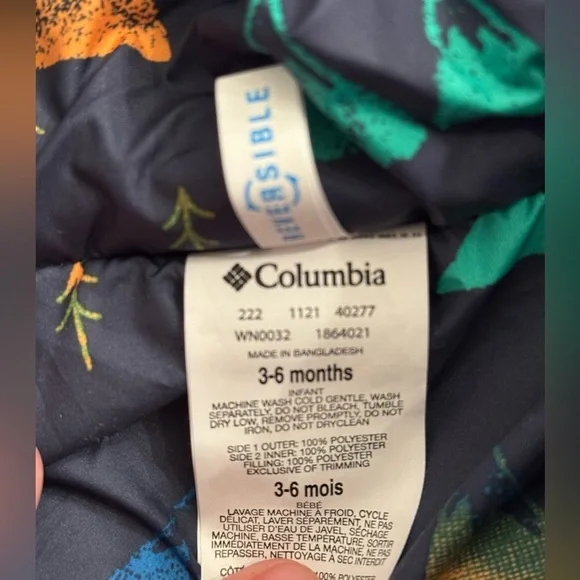 REVERSIBLE
Columbia
222 1121 40277
WN0032 1864021
MADE IN BANGLADESH
3-6 months
INFANT
MACHINE WASH COLD GENTLE, WASH
SEPARATELY, DO NOT BLEACH, TUMBLE
DRY LOW, REMOVE PROMPTLY, DO NOT
IRON, DO NOT DRYCLEAN
SIDE 1 OUTER: 100% POLYESTER
SIDE 2 INNER: 100% POLYESTER
FILLING: 100% POLYESTER
EXCLUSIVE OF TRIMMING
3-6 mois
BÉBÉ
LAVAGE MACHINE À FROID, CYCLE
DÉLICAT, LAVER SÉPARÉMENT, NE PAS
UTILISER D'EAU DE JAVEL, SÉCHAGE
MACHINE, BASSE TEMPÉRATURE, SORTIR
IMMÉDIATEMENT DE LA MACHINE, NE PAS
REPASSER, NETTOYAGE À SEC INTERDIT
CÔTÉ 100% POLYESTER